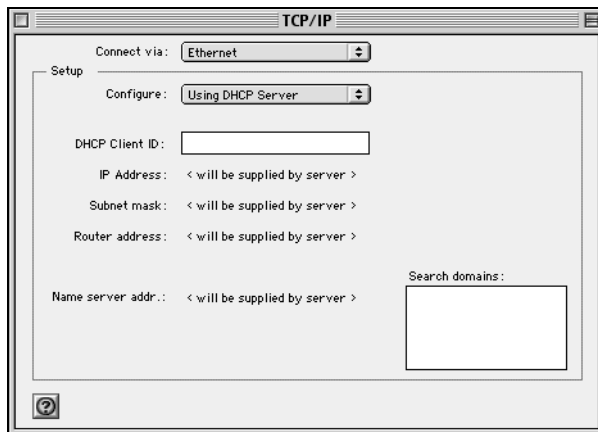 TCP/IP
Connect via: Ethernet
Setup
Configure: Using DHCP Server
DHCP Client ID:
IP Address: < will be supplied by server >
Subnet mask: < will be supplied by server >
Router address: < will be supplied by server >
Search domains:
Name server addr.: < will be supplied by server >
?